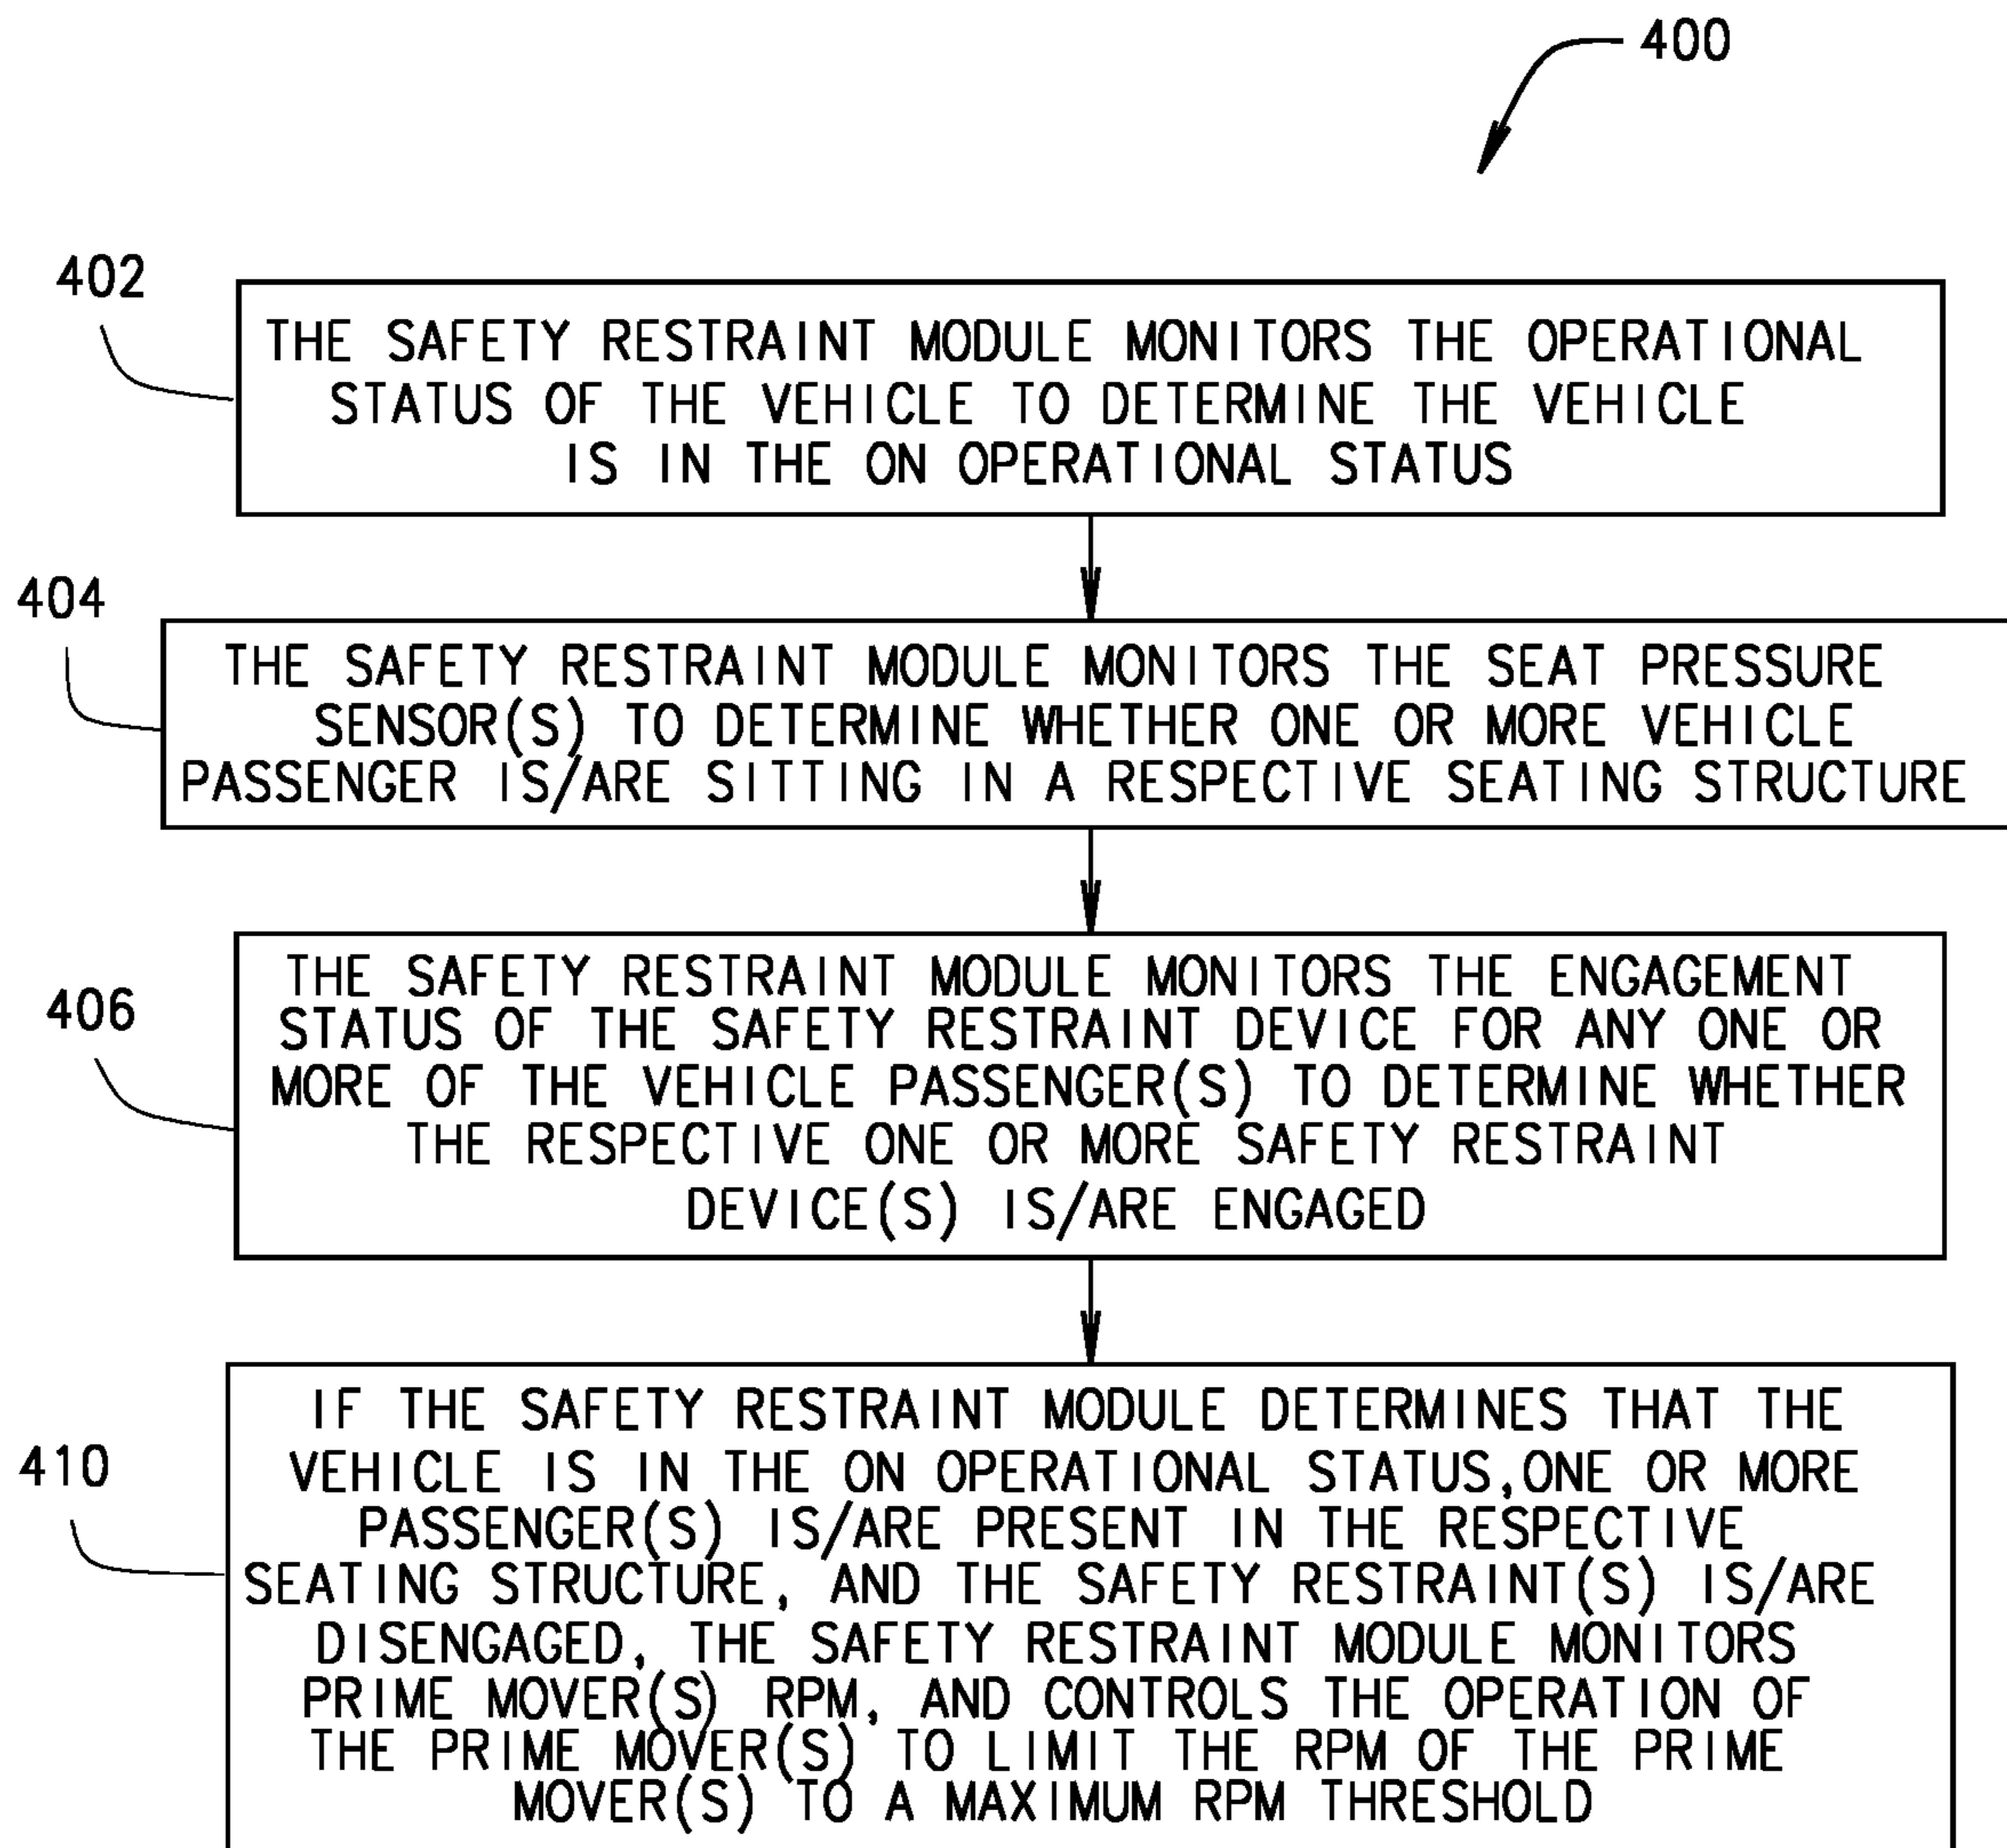 400
402
THE SAFETY RESTRAINT MODULE MONITORS THE OPERATIONAL
STATUS OF THE VEHICLE TO DETERMINE THE VEHICLE
IS IN THE ON OPERATIONAL STATUS
404
THE SAFETY RESTRAINT MODULE MONITORS THE SEAT PRESSURE
SENSOR(S) TO DETERMINE WHETHER ONE OR MORE VEHICLE
PASSENGER IS/ARE SITTING IN A RESPECTIVE SEATING STRUCTURE
406
THE SAFETY RESTRAINT MODULE MONITORS THE ENGAGEMENT
STATUS OF THE SAFETY RESTRAINT DEVICE FOR ANY ONE OR
MORE OF THE VEHICLE PASSENGER(S) TO DETERMINE WHETHER
THE RESPECTIVE ONE OR MORE SAFETY RESTRAINT
DEVICE(S) IS/ARE ENGAGED
410
IF THE SAFETY RESTRAINT MODULE DETERMINES THAT THE
VEHICLE IS IN THE ON OPERATIONAL STATUS,ONE OR MORE
PASSENGER(S) IS/ARE PRESENT IN THE RESPECTIVE
SEATING STRUCTURE, AND THE SAFETY RESTRAINT(S) IS/ARE
DISENGAGED, THE SAFETY RESTRAINT MODULE MONITORS
PRIME MOVER(S) RPM, AND CONTROLS THE OPERATION OF
THE PRIME MOVER(S) TO LIMIT THE RPM OF THE PRIME
MOVER(S) TO A MAXIMUM RPM THRESHOLD